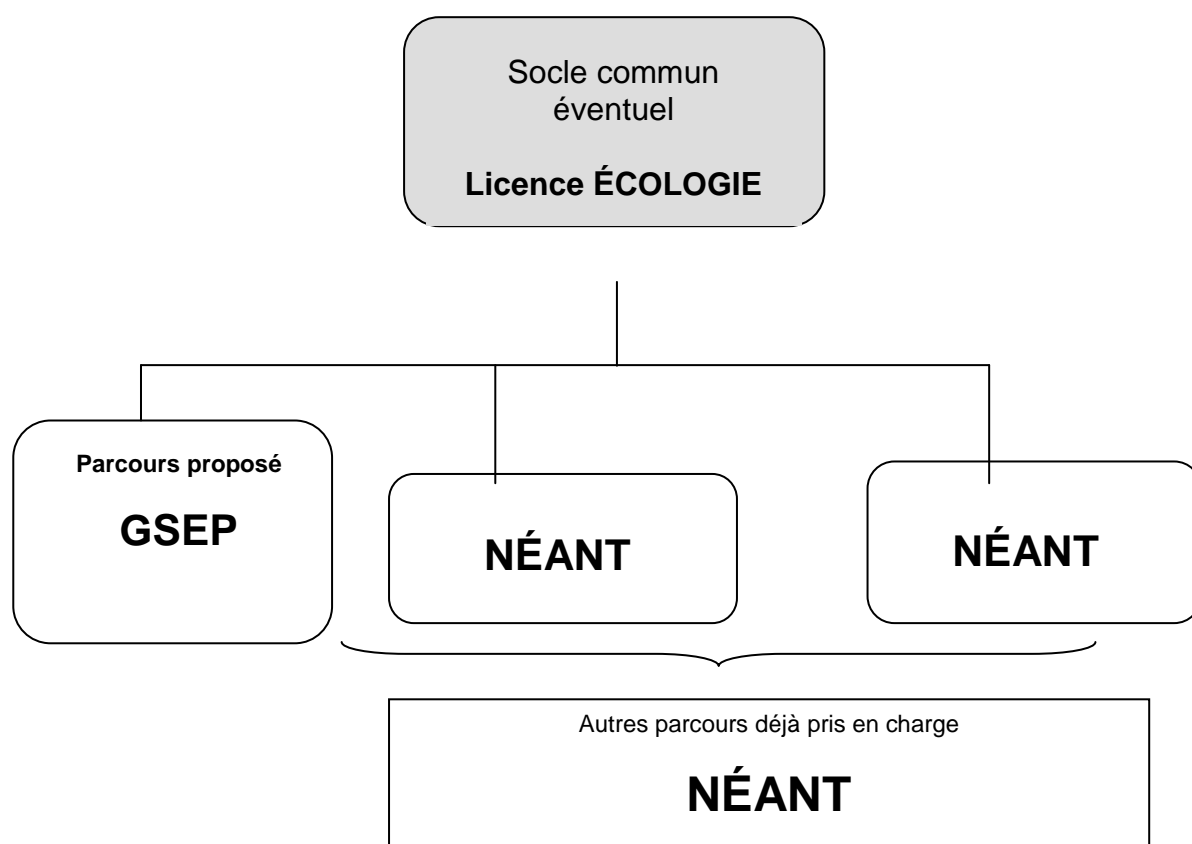 Socle commun
éventuel
Licence ÉCOLOGIE
Parcours proposé
GSEP
NÉANT
NÉANT
Autres parcours déjà pris en charge
NÉANT